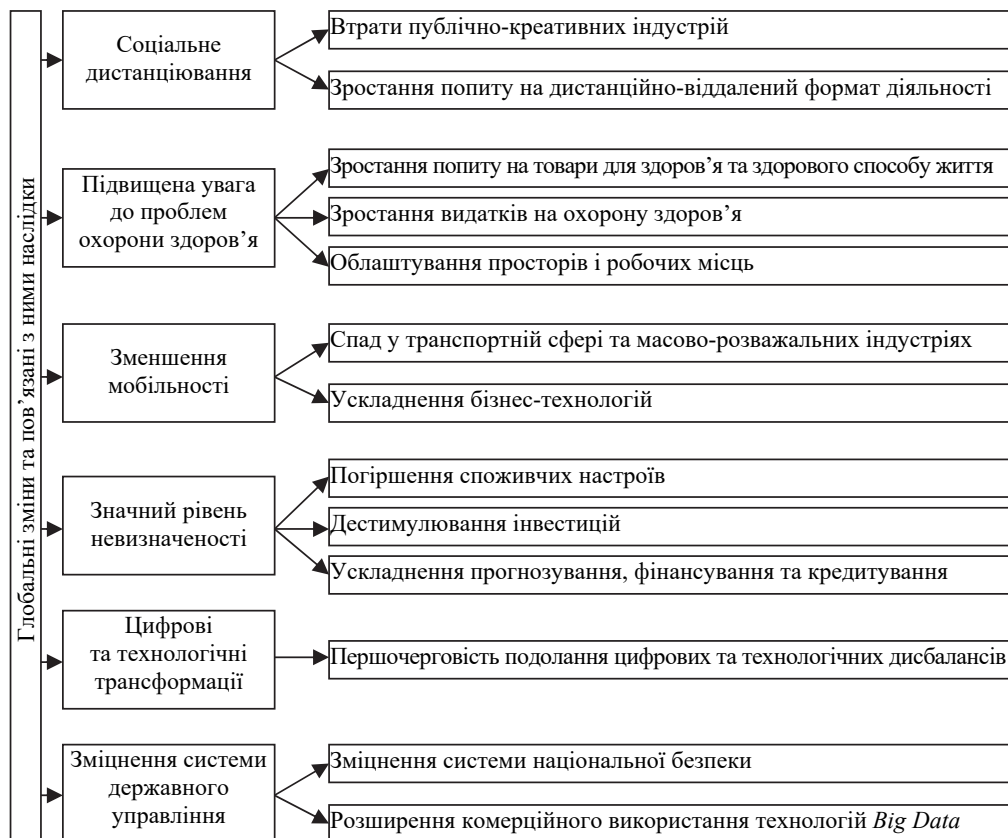 Глобальні зміни та пов’язані з ними наслідки
Соціальне
дистанціювання
Втрати публічно-креативних індустрій
Зростання попиту на дистанційно-віддалений формат діяльності
Підвищена увага
до проблем
охорони здоров’я
Зростання попиту на товари для здоров’я та здорового способу життя
Зростання видатків на охорону здоров’я
Облаштування просторів і робочих місць
Зменшення
мобільності
Спад у транспортній сфері та масово-розважальних індустріях
Ускладнення бізнес-технологій
Значний рівень
невизначеності
Погіршення споживчих настроїв
Дестимулювання інвестицій
Ускладнення прогнозування, фінансування та кредитування
Цифрові
та технологічні
трансформації
Першочерговість подолання цифрових та технологічних дисбалансів
Зміцнення системи
державного
управління
Зміцнення системи національної безпеки
Розширення комерційного використання технологій Big Data